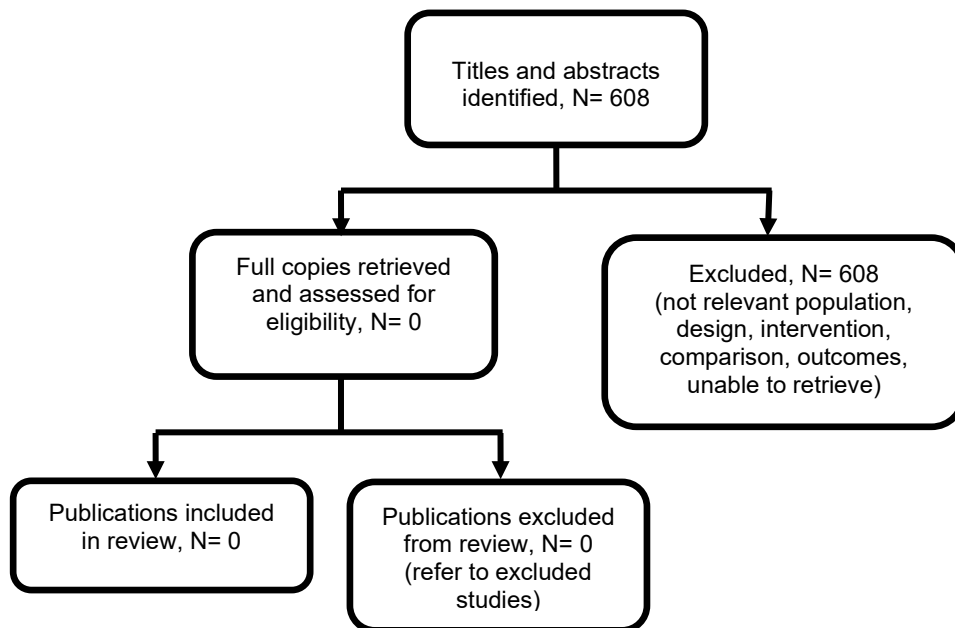 Titles and abstracts
identified, N= 608
Full copies retrieved
and assessed for
eligibility, N= 0
Excluded, N= 608
(not relevant population,
design, intervention,
comparison, outcomes,
unable to retrieve)
Publications included
in review, N= 0
Publications excluded
from review, N= 0
(refer to excluded
studies)